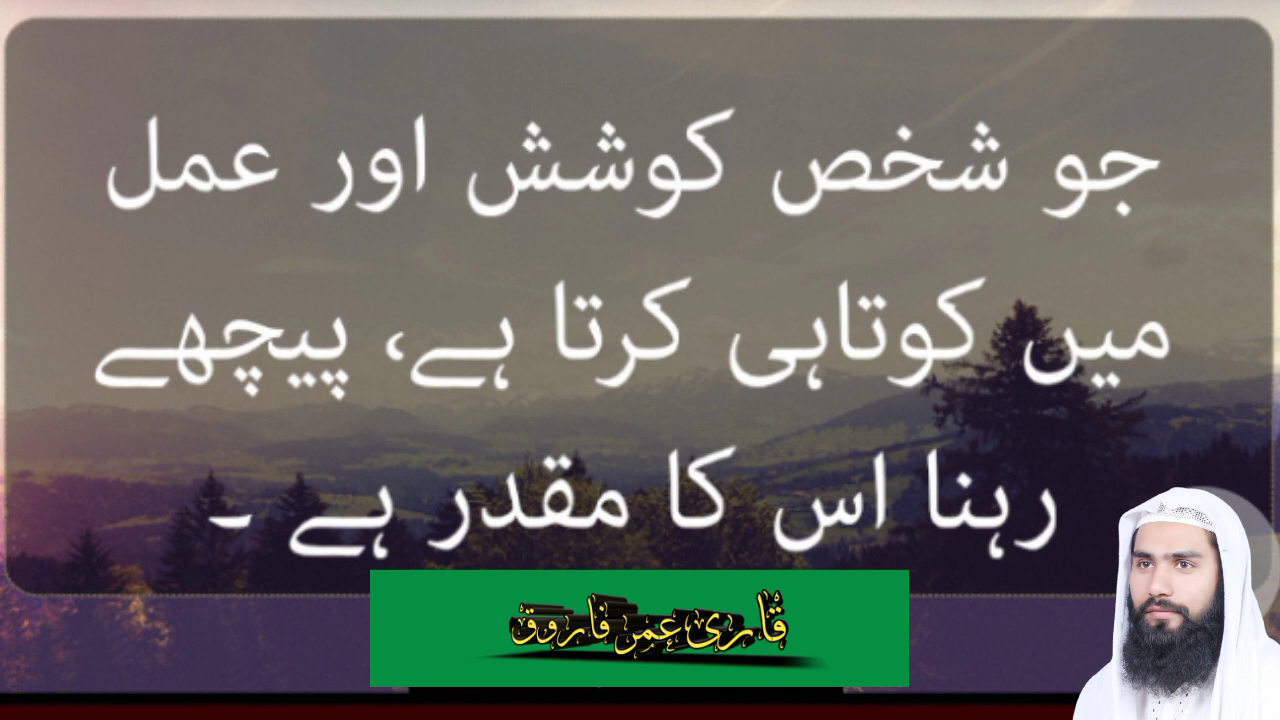 جو شخص کوشش اور عمل
میں کوتاہی کرتا ہے، پیچھے
رہنا اس کا مقدر ہے ۔
قاری عمر فاروق